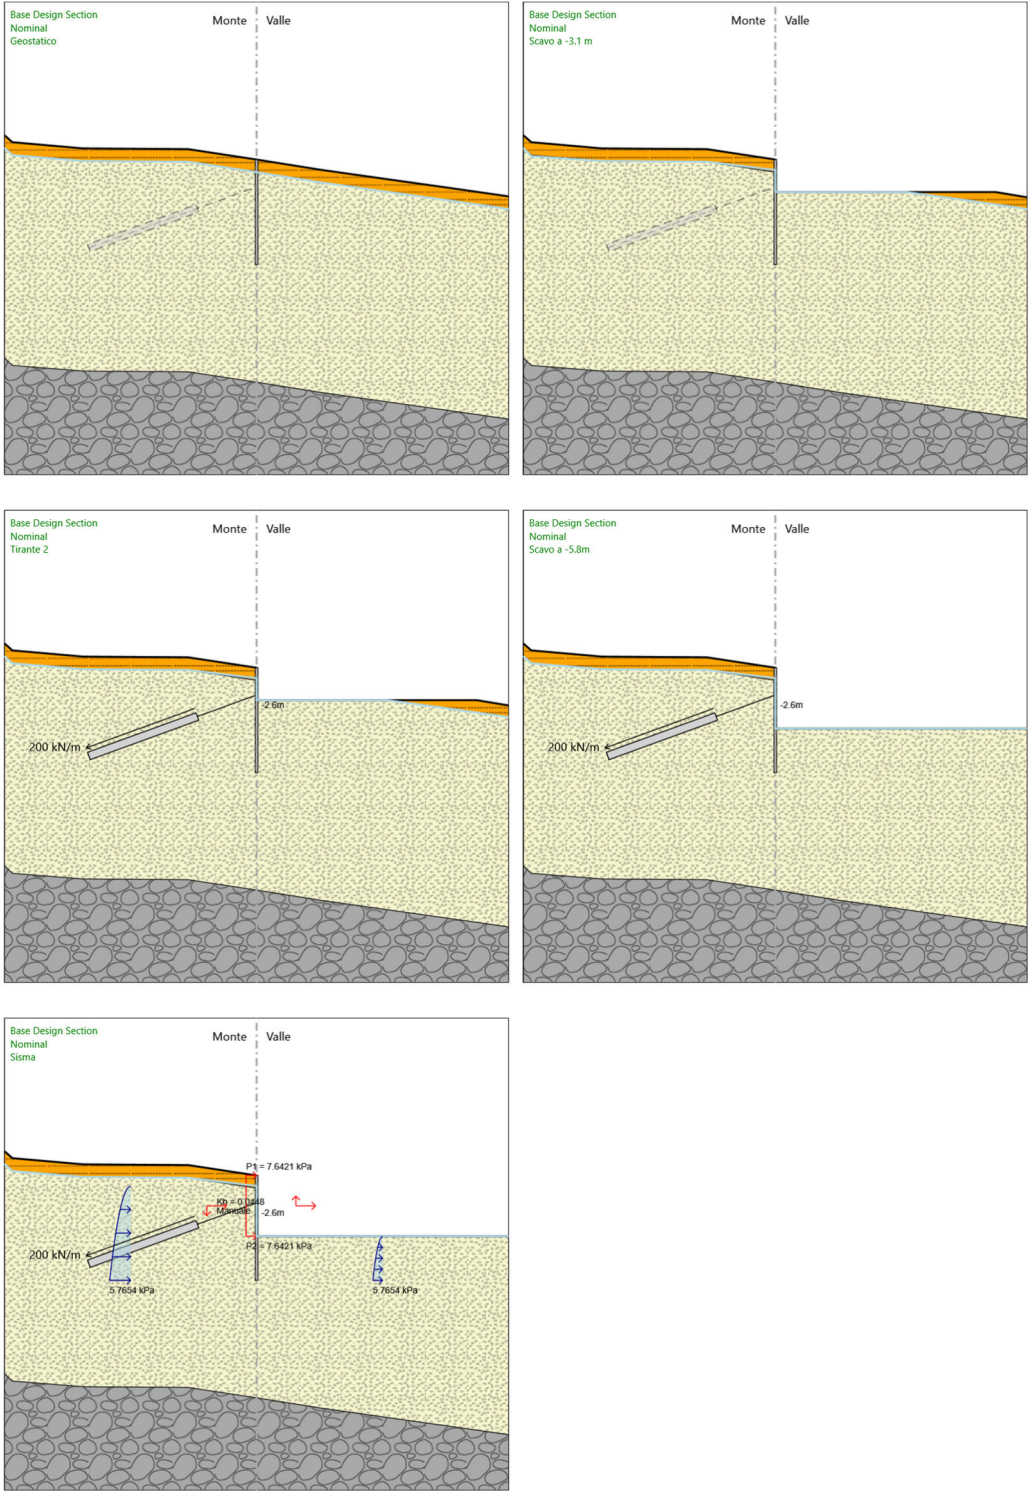 Base Design Section
Nominal
Geostatico
Monte
Valle
Base Design Section
Nominal
Scavo a -3.1 m
Monte
Valle
Base Design Section
Nominal
Tirante 2
Monte
Valle
-2.6m
200 kN/m
Base Design Section
Nominal
Scavo a -5.8m
Monte
Valle
-2.6m
200 kN/m
Base Design Section
Nominal
Sisma
Monte
Valle
P1 = 7.6421 kPa
Kh = 0.0448
Manuale
-2.6m
P2 = 7.6421 kPa
200 kN/m
5.7654 kPa
5.7654 kPa